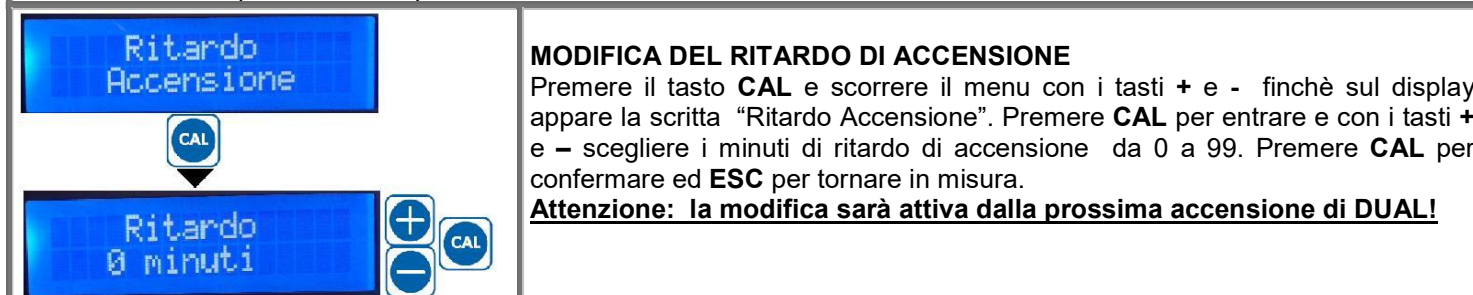 Ritardo
Accensione
CAL
Ritardo
0 minuti
+
CAL
-
MODIFICA DEL RITARDO DI ACCENSIONE
Premere il tasto CAL e scorrere il menu con i tasti + e - finchè sul display
appare la scritta “Ritardo Accensione”. Premere CAL per entrare e con i tasti +
e – scegliere i minuti di ritardo di accensione da 0 a 99. Premere CAL per
confermare ed ESC per tornare in misura.
Attenzione: la modifica sarà attiva dalla prossima accensione di DUAL!